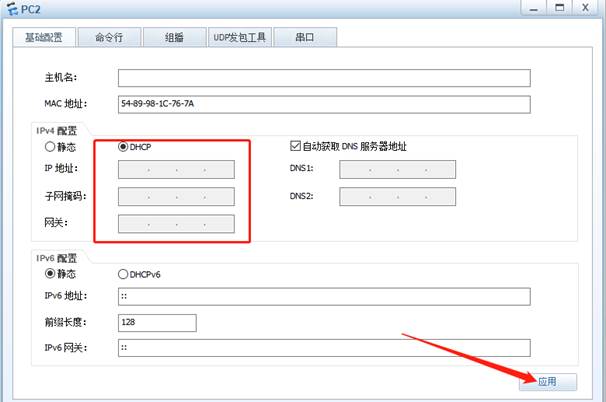 PC2
基础配置 命令行 组播 UDP发包工具 串口
主机名:
MAC 地址: 54-89-98-1C-76-7A
IPv4 配置
静态 DHCP 自动获取 DNS 服务器地址
IP 地址: . . . DNS1: . . .
子网掩码: . . . DNS2: . . .
网关: . . .
IPv6 配置
静态 DHCPv6
IPv6 地址: ::
前缀长度: 128
IPv6 网关: ::
应用